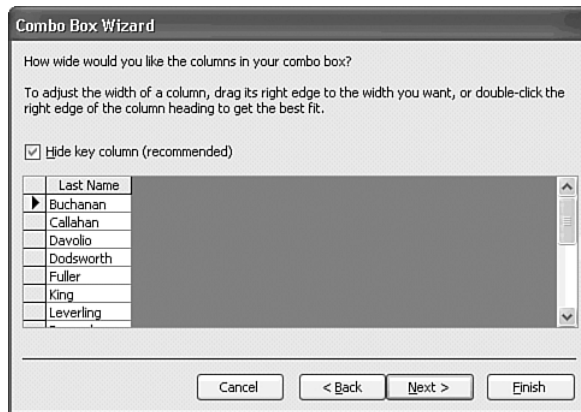 Combo Box Wizard
How wide would you like the columns in your combo box?
To adjust the width of a column, drag its right edge to the width you want, or double-click the
right edge of the column heading to get the best fit.
Hide key column (recommended)
Last Name
Buchanan
Callahan
Davolio
Dodsworth
Fuller
King
Leverling
Cancel
< Back
Next >
Finish